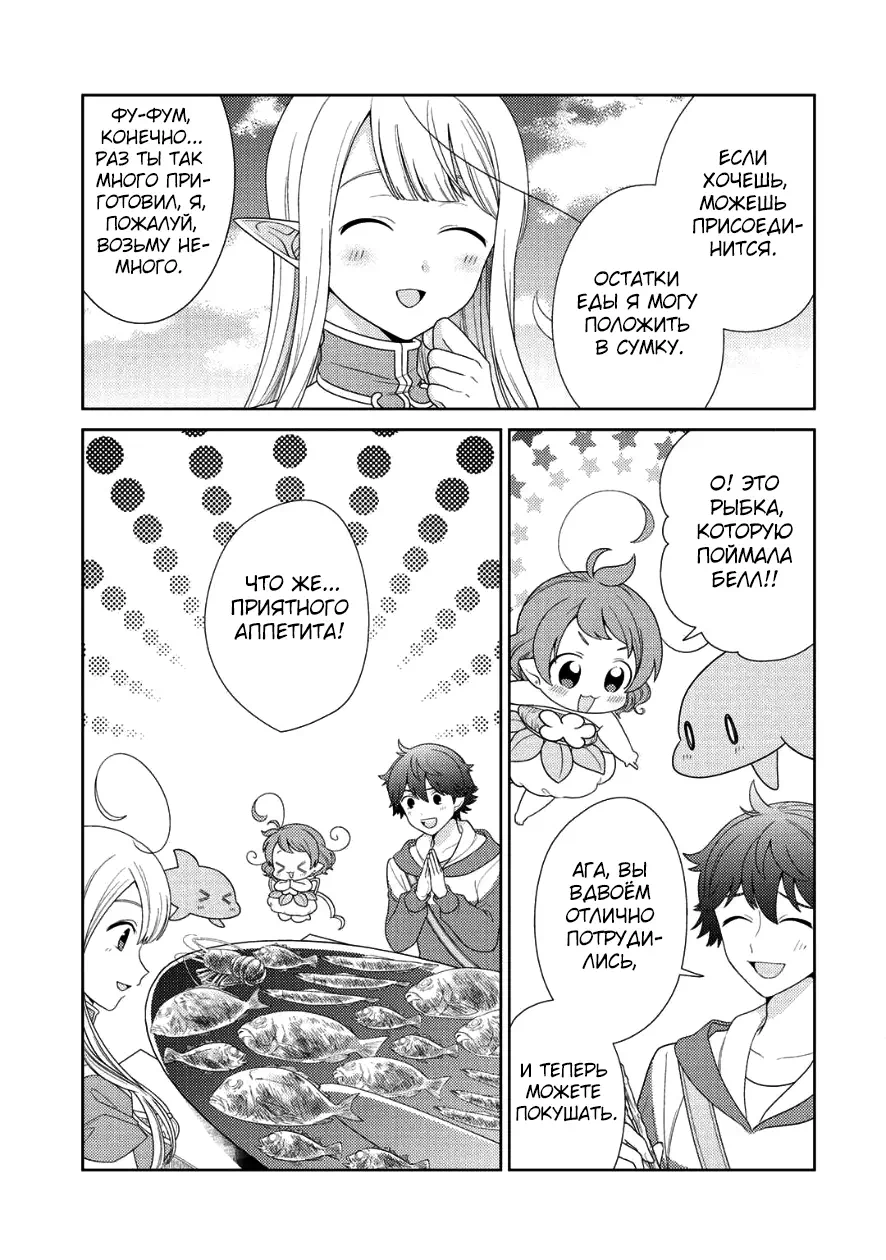 ЕСЛИ
ХОЧЕШЬ,
МОЖЕШЬ
ПРИСОЕДИ-
НИТСЯ.
ОСТАТКИ
ЕДЫ Я МОГУ
ПОЛОЖИТЬ
В СУМКУ.
ФУ-ФУМ,
КОНЕЧНО...
РАЗ ТЫ ТАК
МНОГО ПРИ-
ГОТОВИЛ, Я,
ПОЖАЛУЙ,
ВОЗЬМУ НЕ-
МНОГО.
О! ЭТО
РЫБКА,
КОТОРУЮ
ПОЙМАЛА
БЕЛЛ!!
АГА, ВЫ
ВДВОЁМ
ОТЛИЧНО
ПОТРУДИ-
ЛИСЬ,
И ТЕПЕРЬ
МОЖЕТЕ
ПОКУШАТЬ.
ЧТО ЖЕ...
ПРИЯТНОГО
АППЕТИТА!